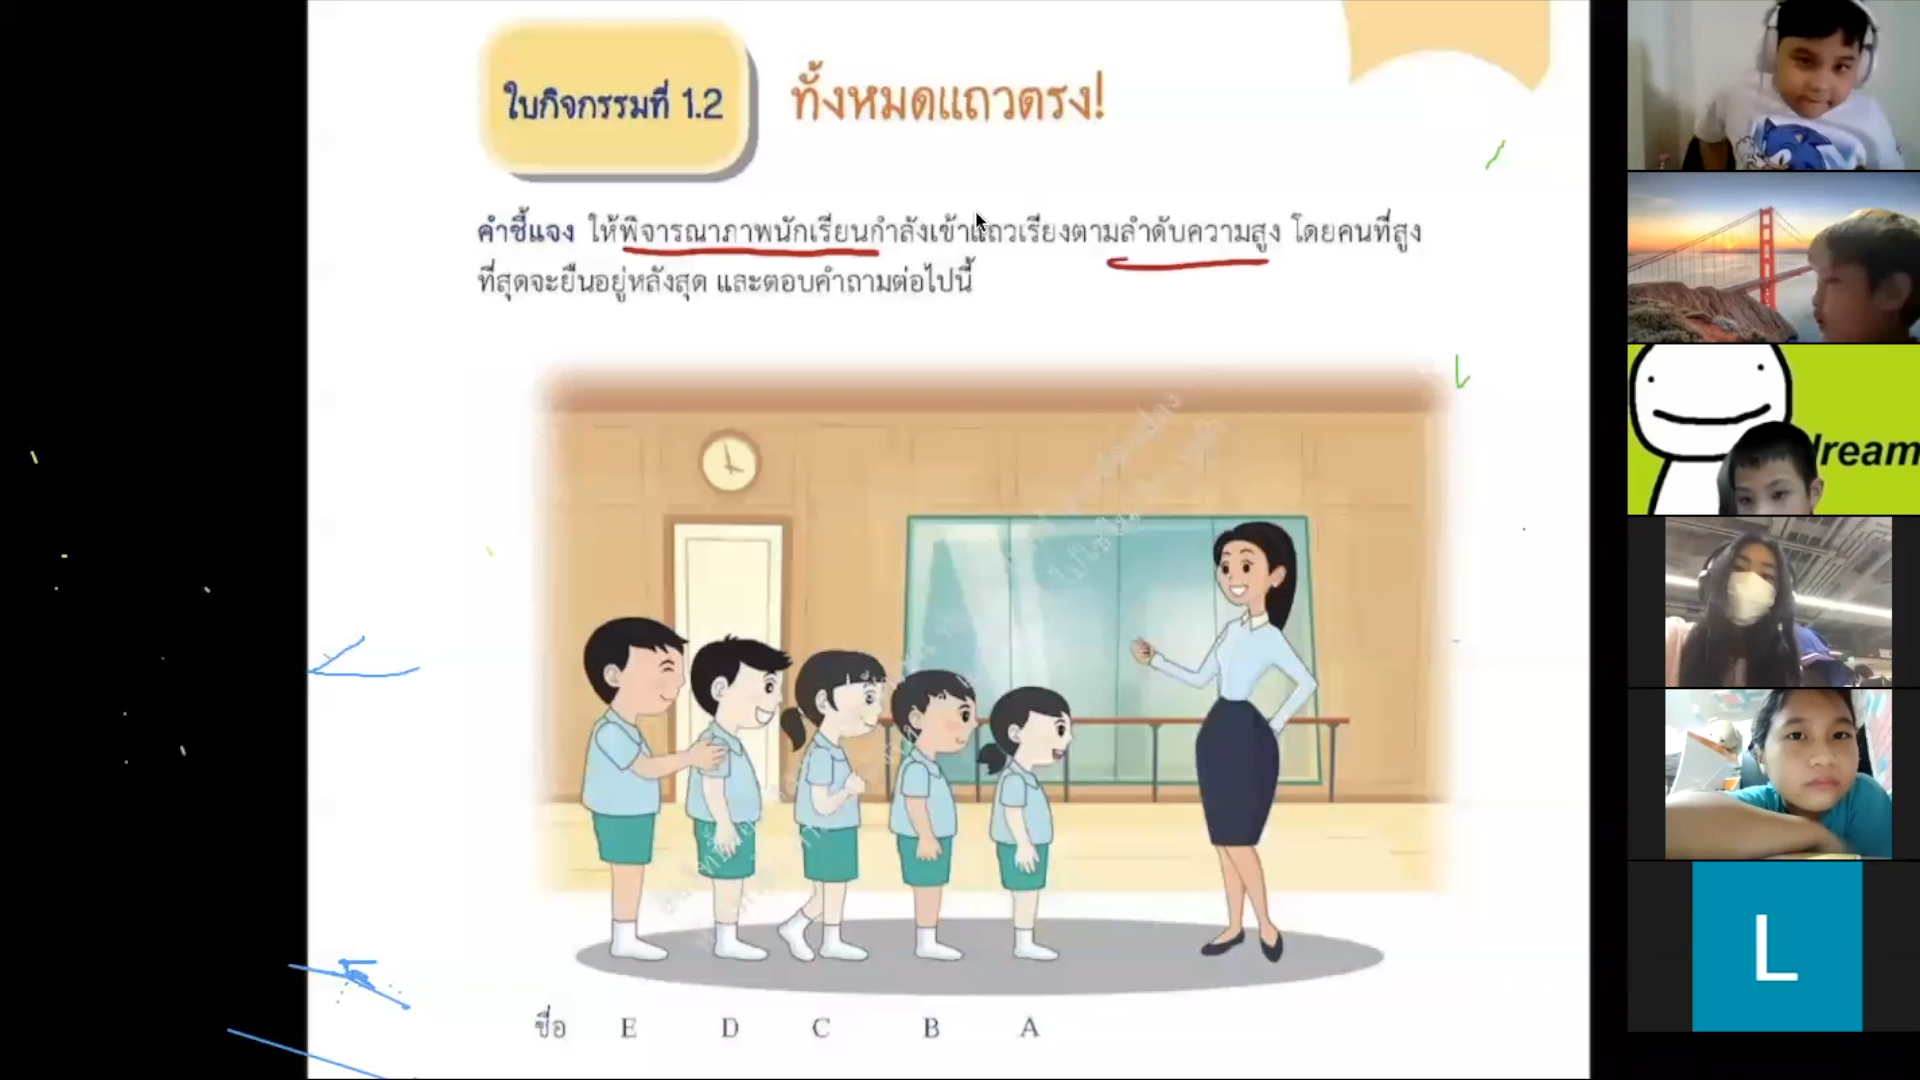 ใบกิจกรรมที่ 1.2
ทั้งหมดแถวตรง!
คำชี้แจง ให้พิจารณาภาพนักเรียนกำลังเข้าแถวเรียงตามลำดับความสูง โดยคนที่สูง
ที่สุดจะยืนอยู่หลังสุด และตอบคำถามต่อไปนี้
ชื่อ E D C B A
dream
L